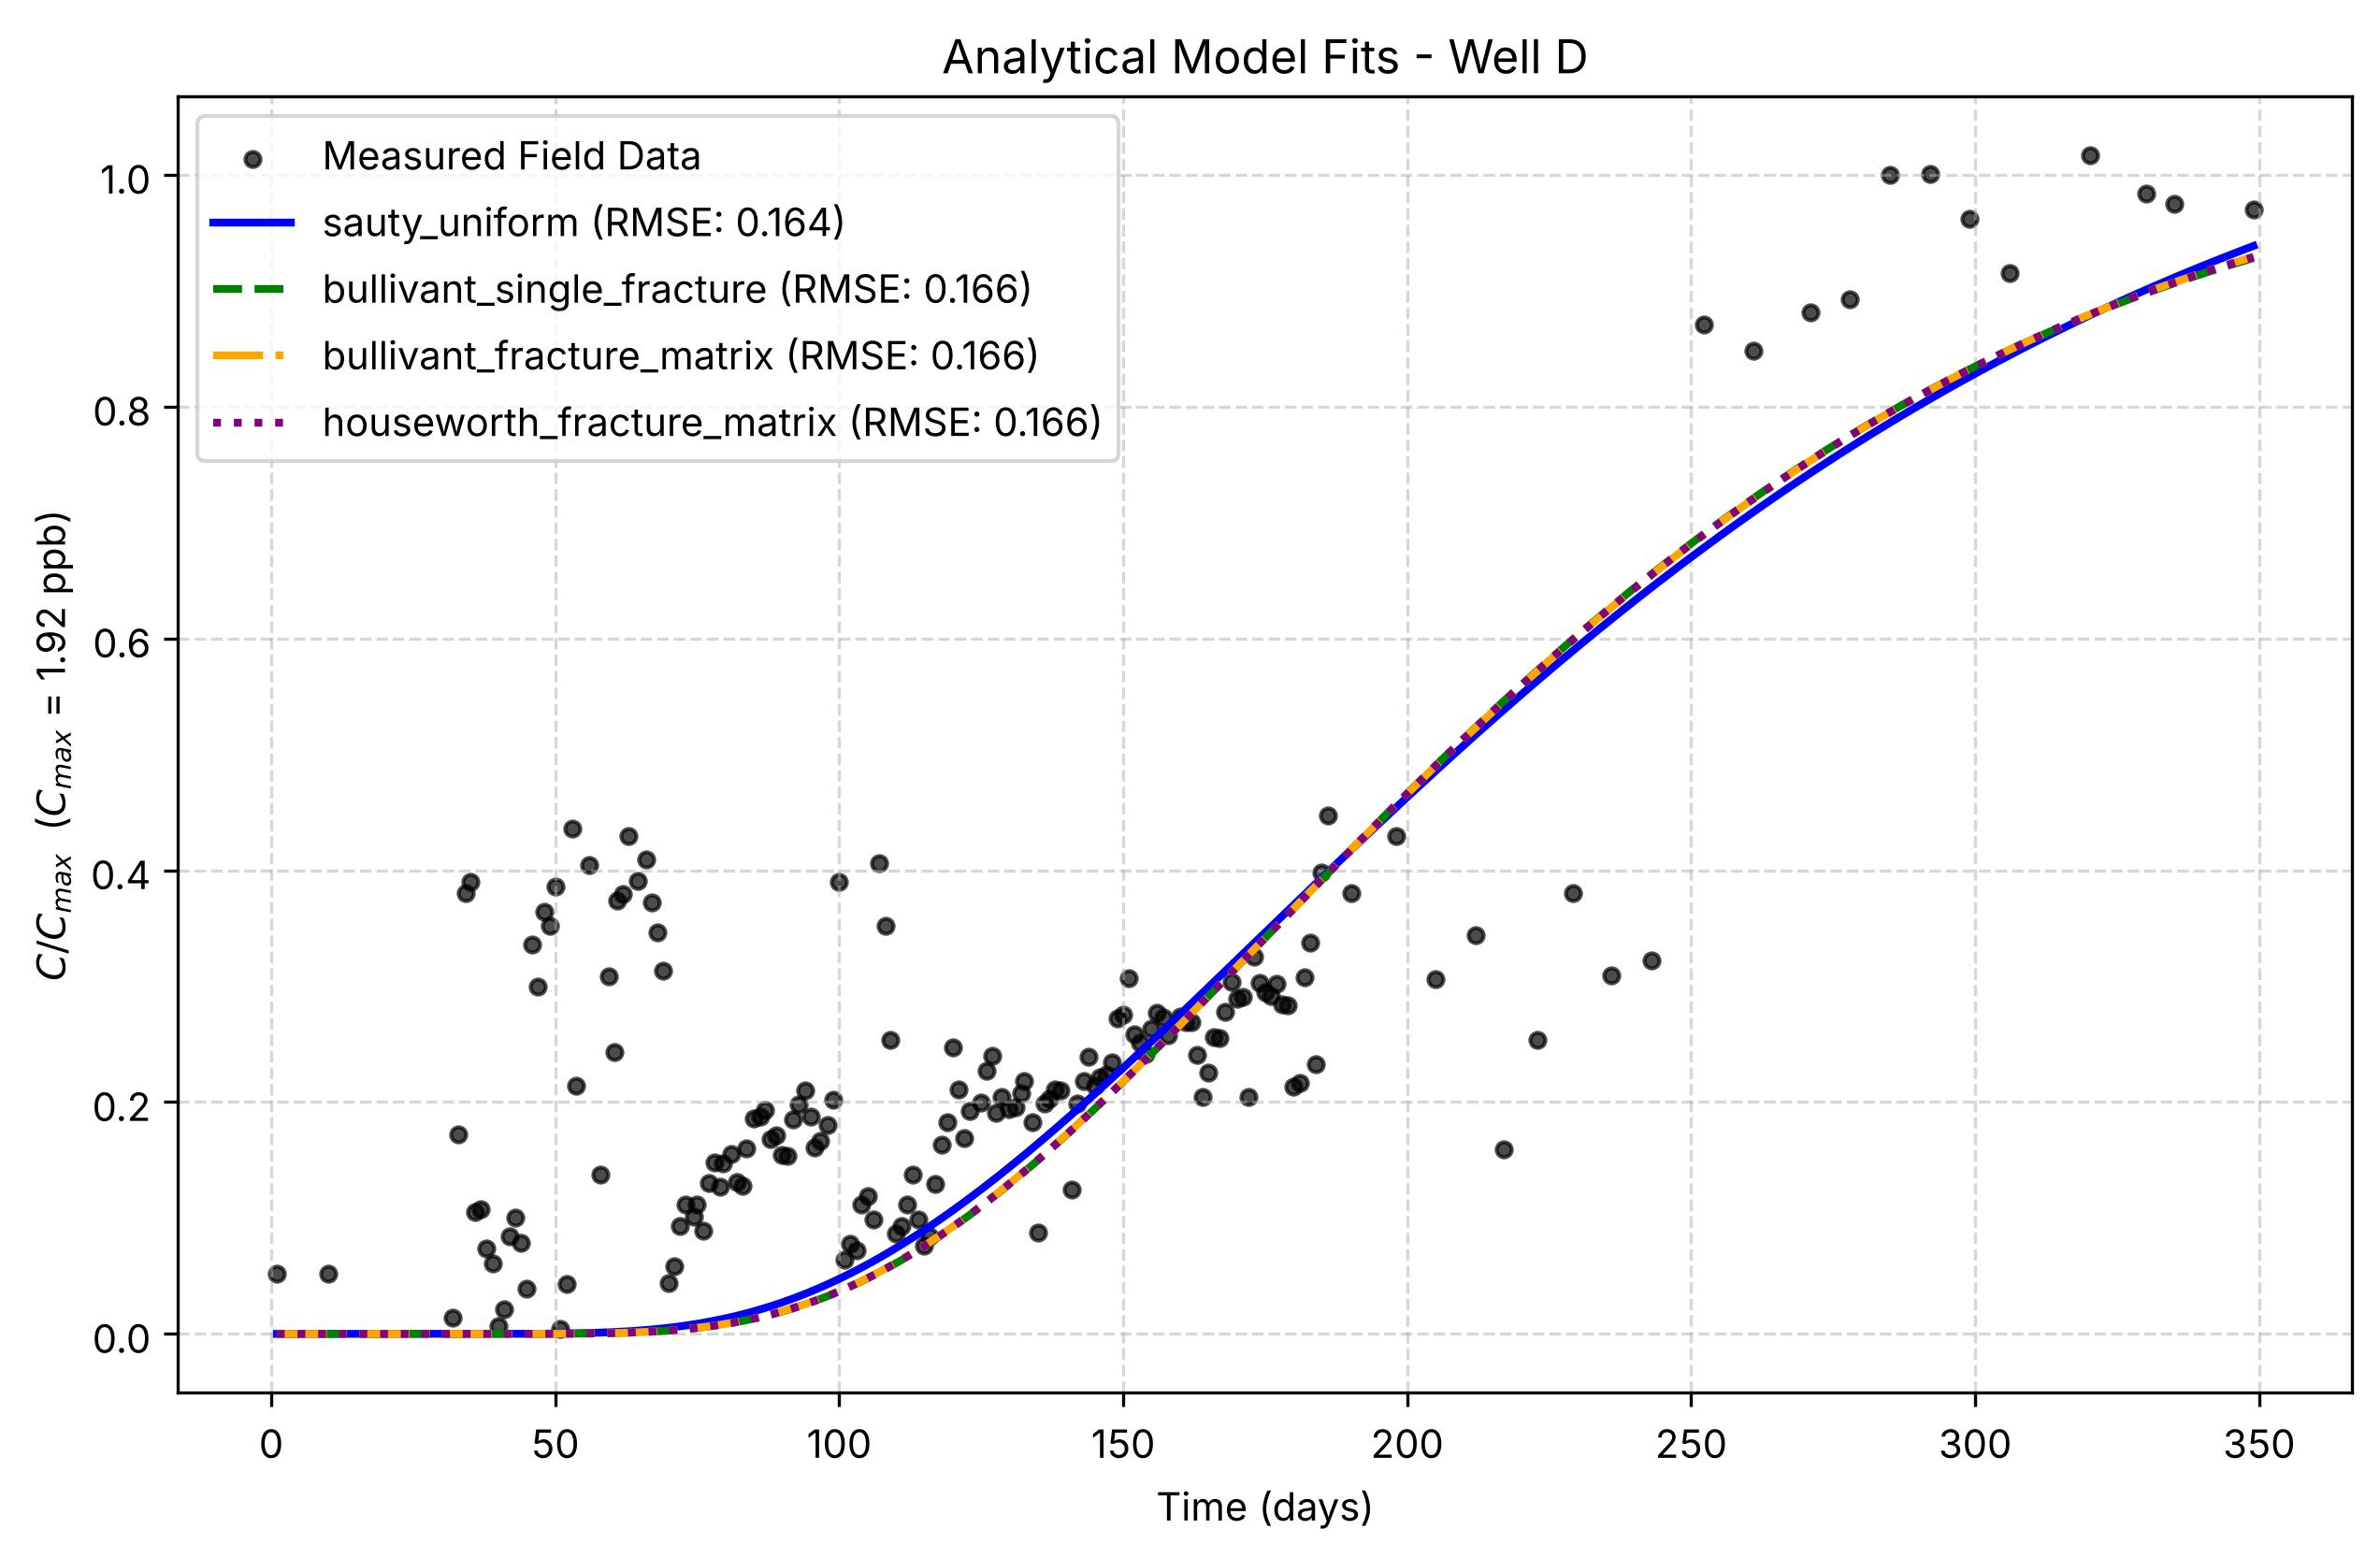 Analytical Model Fits - Well D
Measured Field Data
sauty_uniform (RMSE: 0.164)
bullivant_single_fracture (RMSE: 0.166)
bullivant_fracture_matrix (RMSE: 0.166)
houseworth_fracture_matrix (RMSE: 0.166)
C/Cmax (Cmax = 1.92 ppb)
1.0
0.8
0.6
0.4
0.2
0.0
0 50 100 150 200 250 300 350
Time (days)